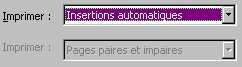 Imprimer : Insertions automatiques
Imprimer : Pages paires et impaires